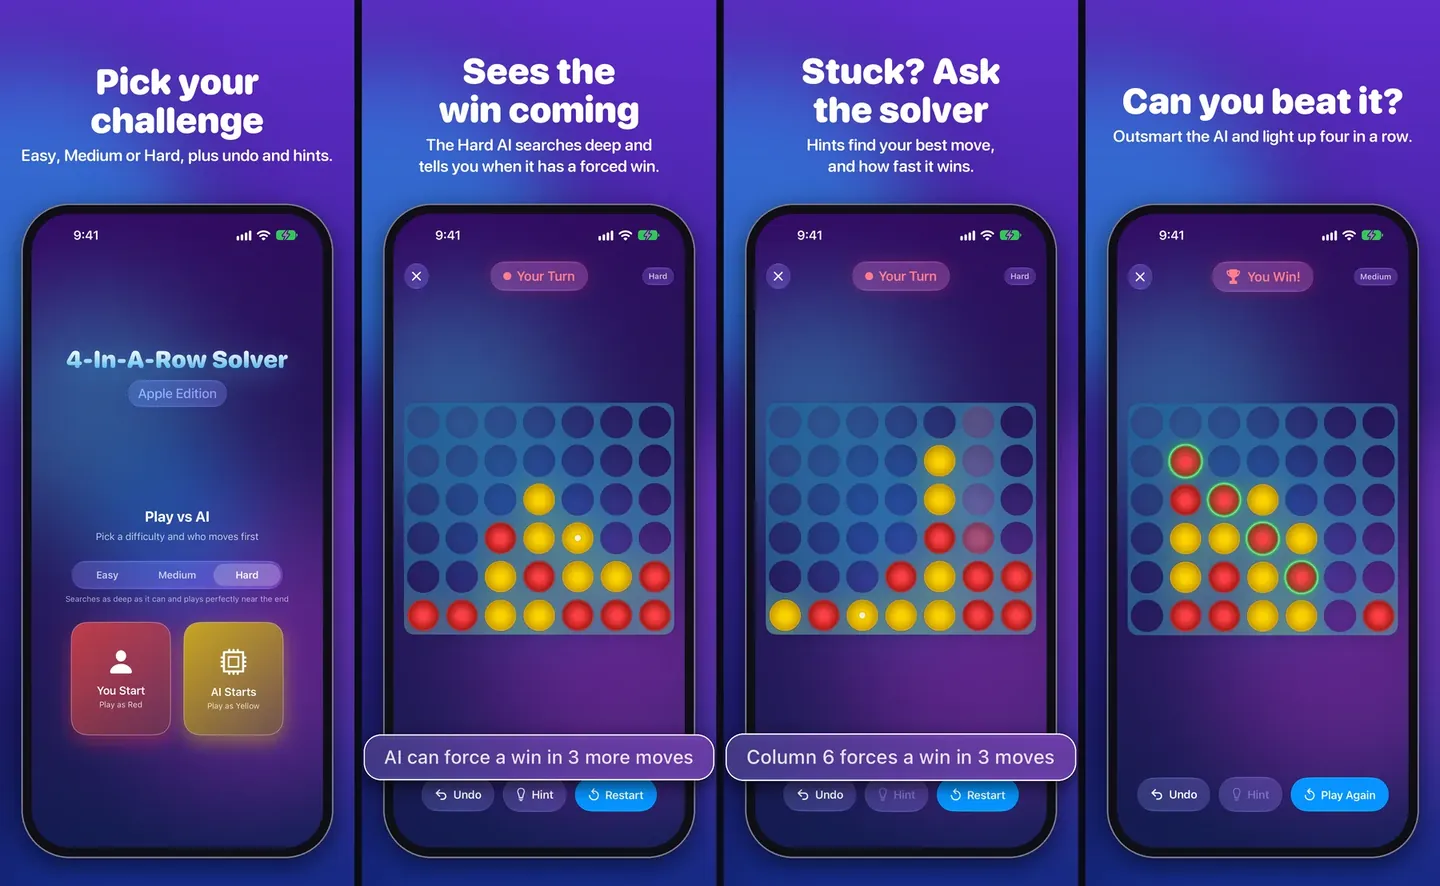 Pick your
challenge
Easy, Medium or Hard, plus undo and hints.
9:41
4-In-A-Row Solver
Apple Edition
Play vs AI
Pick a difficulty and who moves first
Easy
Medium
Hard
Searches as deep as it can and plays perfectly near the end
You Start
Play as Red
AI Starts
Play as Yellow
Sees the
win coming
The Hard AI searches deep and
tells you when it has a forced win.
9:41
Your Turn
Hard
AI can force a win in 3 more moves
Undo
Hint
Restart
Stuck? Ask
the solver
Hints find your best move,
and how fast it wins.
9:41
Your Turn
Hard
Column 6 forces a win in 3 moves
Undo
Hint
Restart
Can you beat it?
Outsmart the AI and light up four in a row.
9:41
You Win!
Medium
Undo
Hint
Play Again